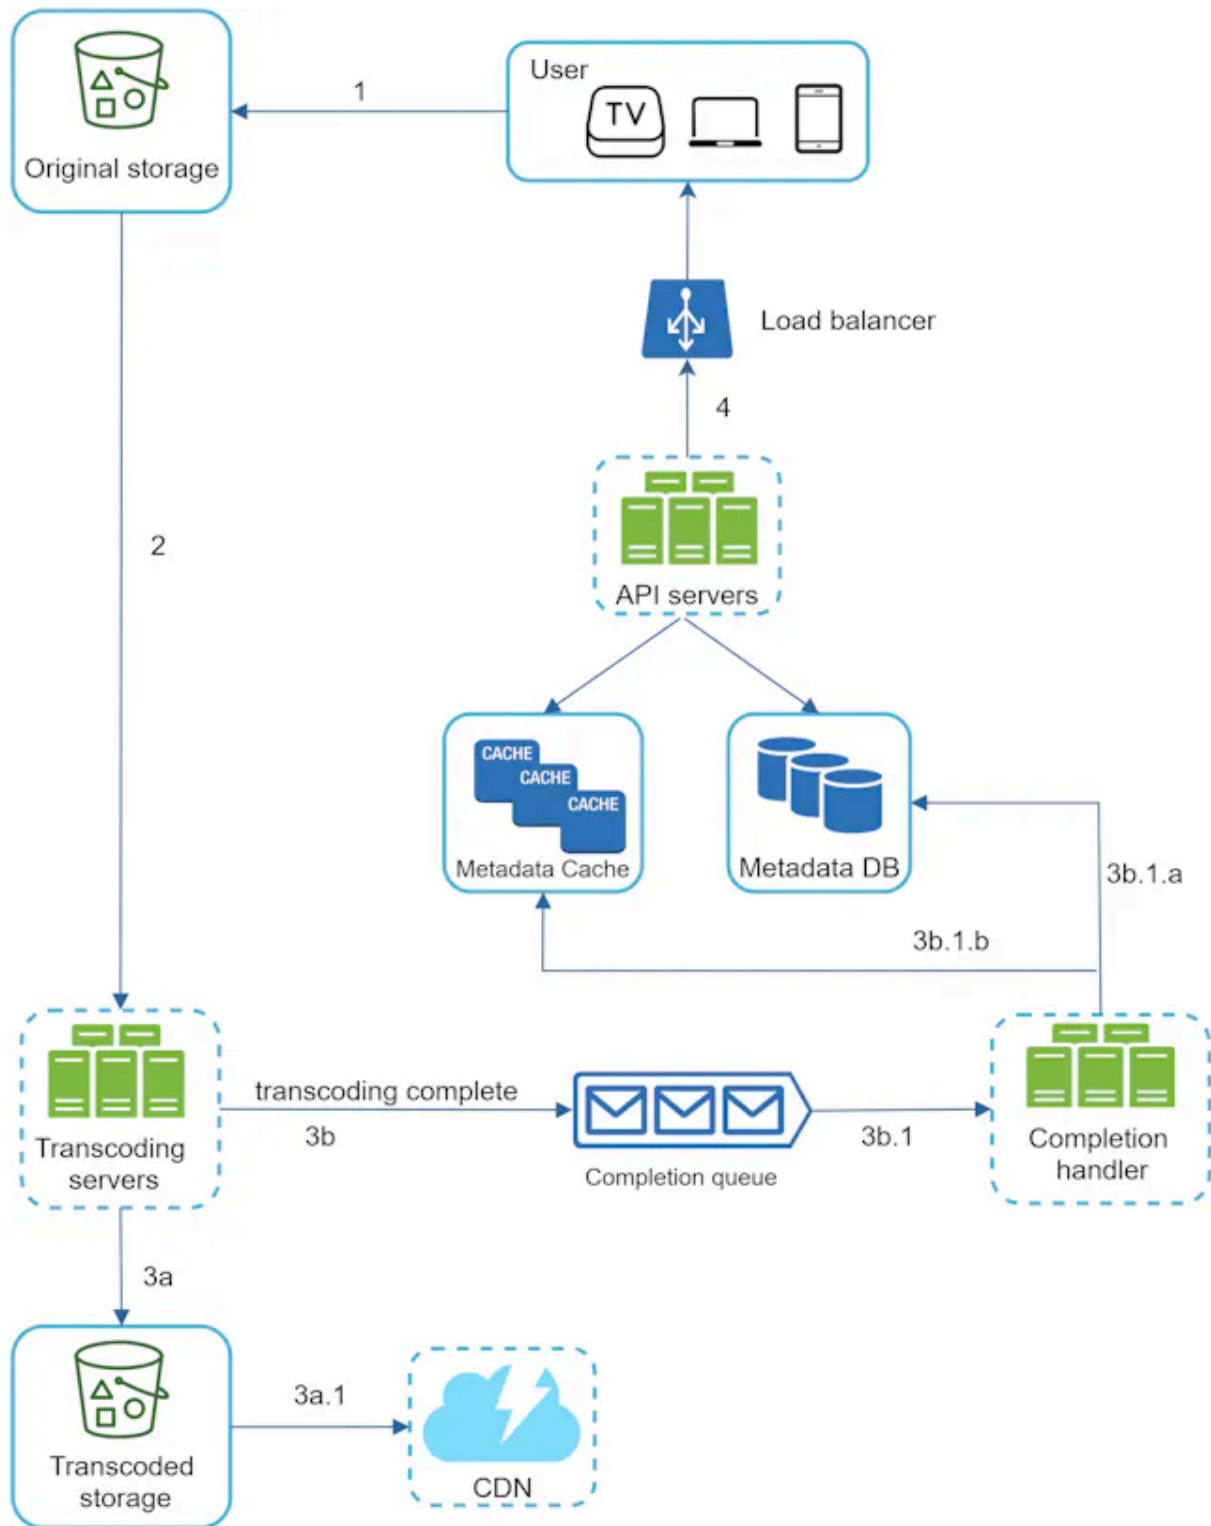 User
TV
1
Original storage
Load balancer
4
2
API servers
CACHE
CACHE
CACHE
Metadata Cache
Metadata DB
3b.1.a
3b.1.b
transcoding complete
3b
3b.1
Completion queue
Transcoding
servers
Completion
handler
3a
3a.1
Transcoded
storage
CDN